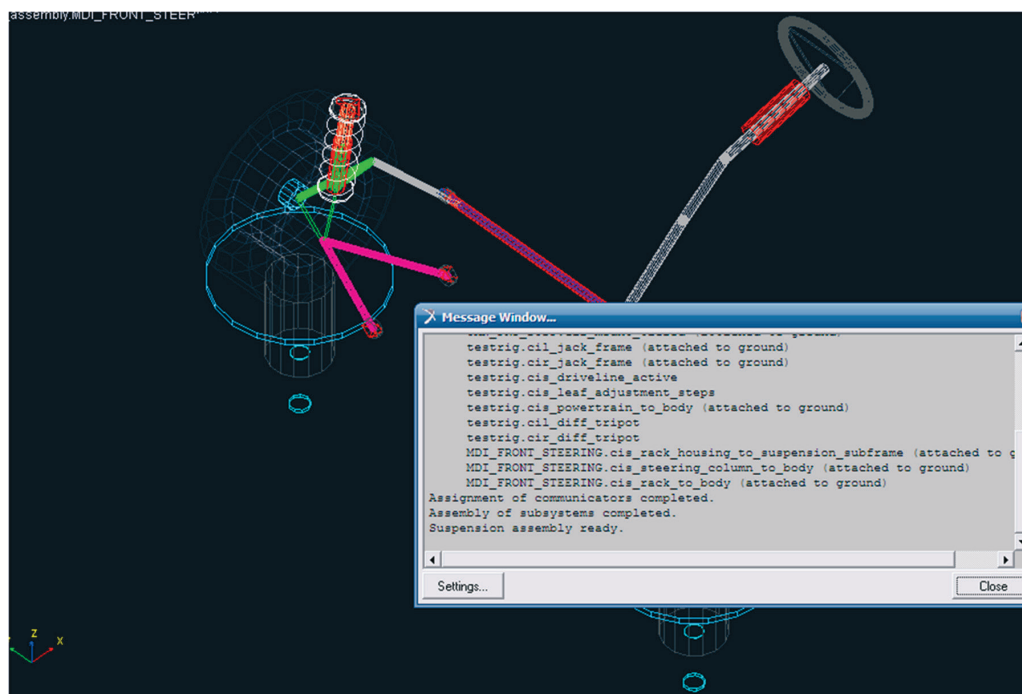 assembly.MDI_FRONT_STEER
Message Window...
testrig.cil_jack_frame (attached to ground)
testrig.cir_jack_frame (attached to ground)
testrig.cis_driveline_active
testrig.cis_leaf_adjustment_steps
testrig.cis_powertrain_to_body (attached to ground)
testrig.cil_diff_tripot
testrig.cir_diff_tripot
MDI_FRONT_STEERING.cis_rack_housing_to_suspension_subframe (attached to g
MDI_FRONT_STEERING.cis_steering_column_to_body (attached to ground)
MDI_FRONT_STEERING.cis_rack_to_body (attached to ground)
Assignment of communicators completed.
Assembly of subsystems completed.
Suspension assembly ready.
Settings...
Close
Z
X